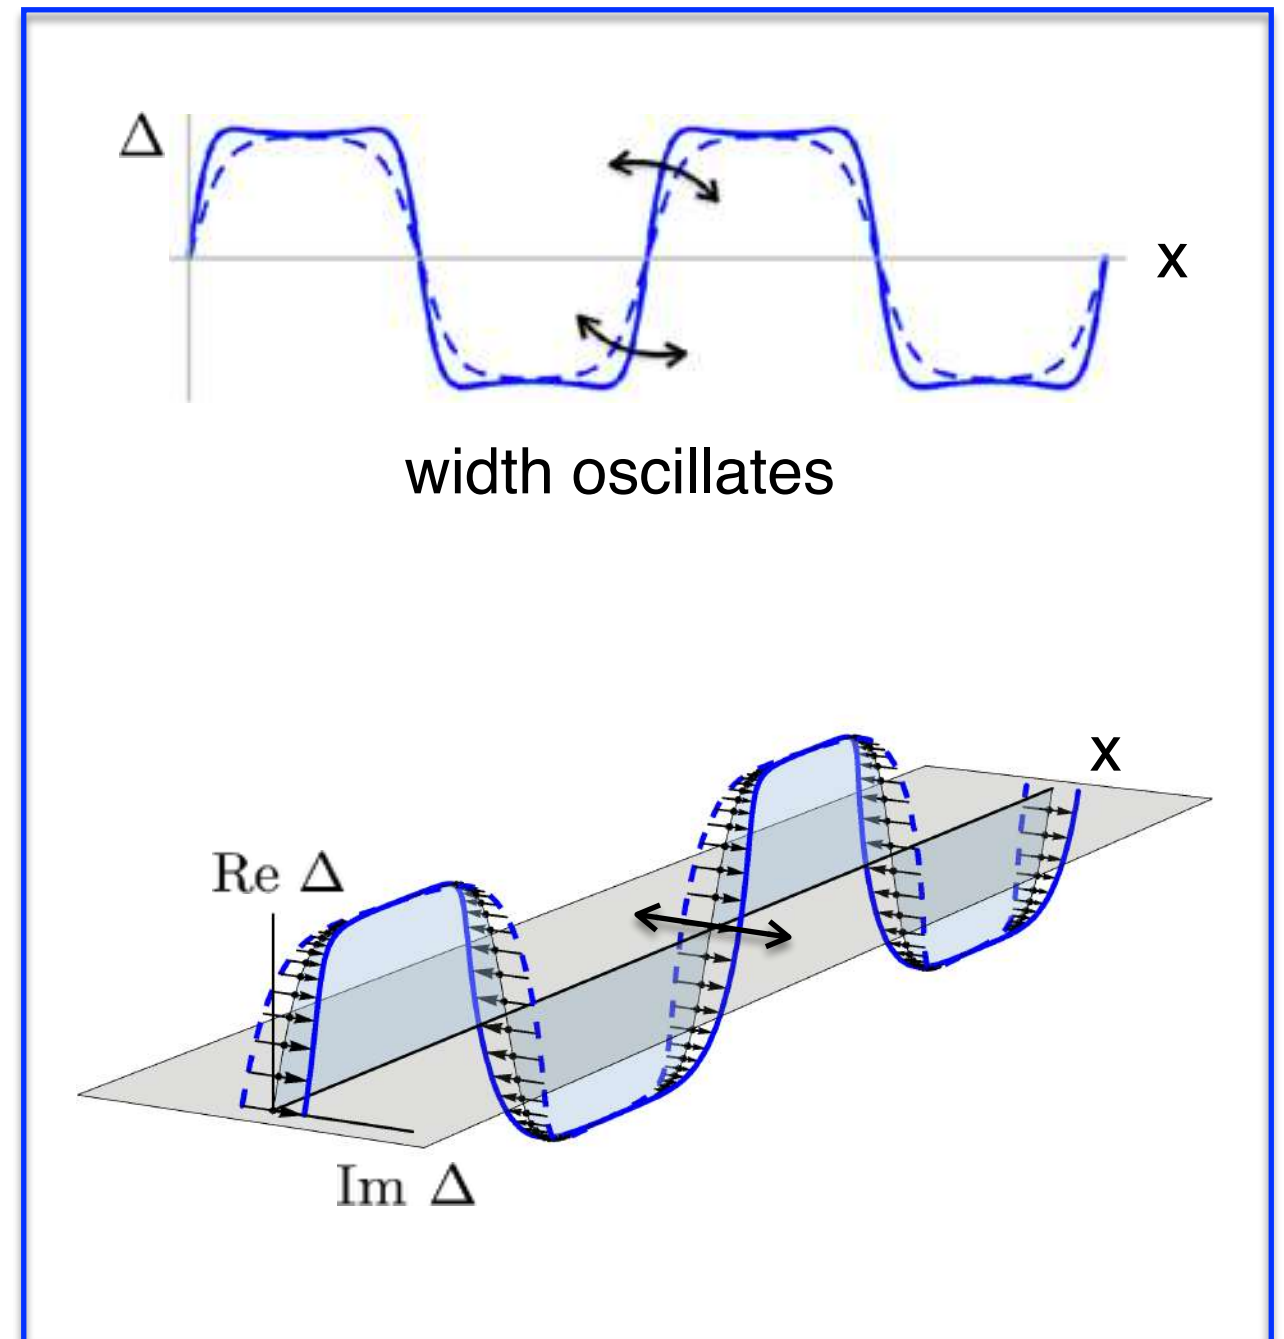 Δ
x
width oscillates
x
Re Δ
Im Δ